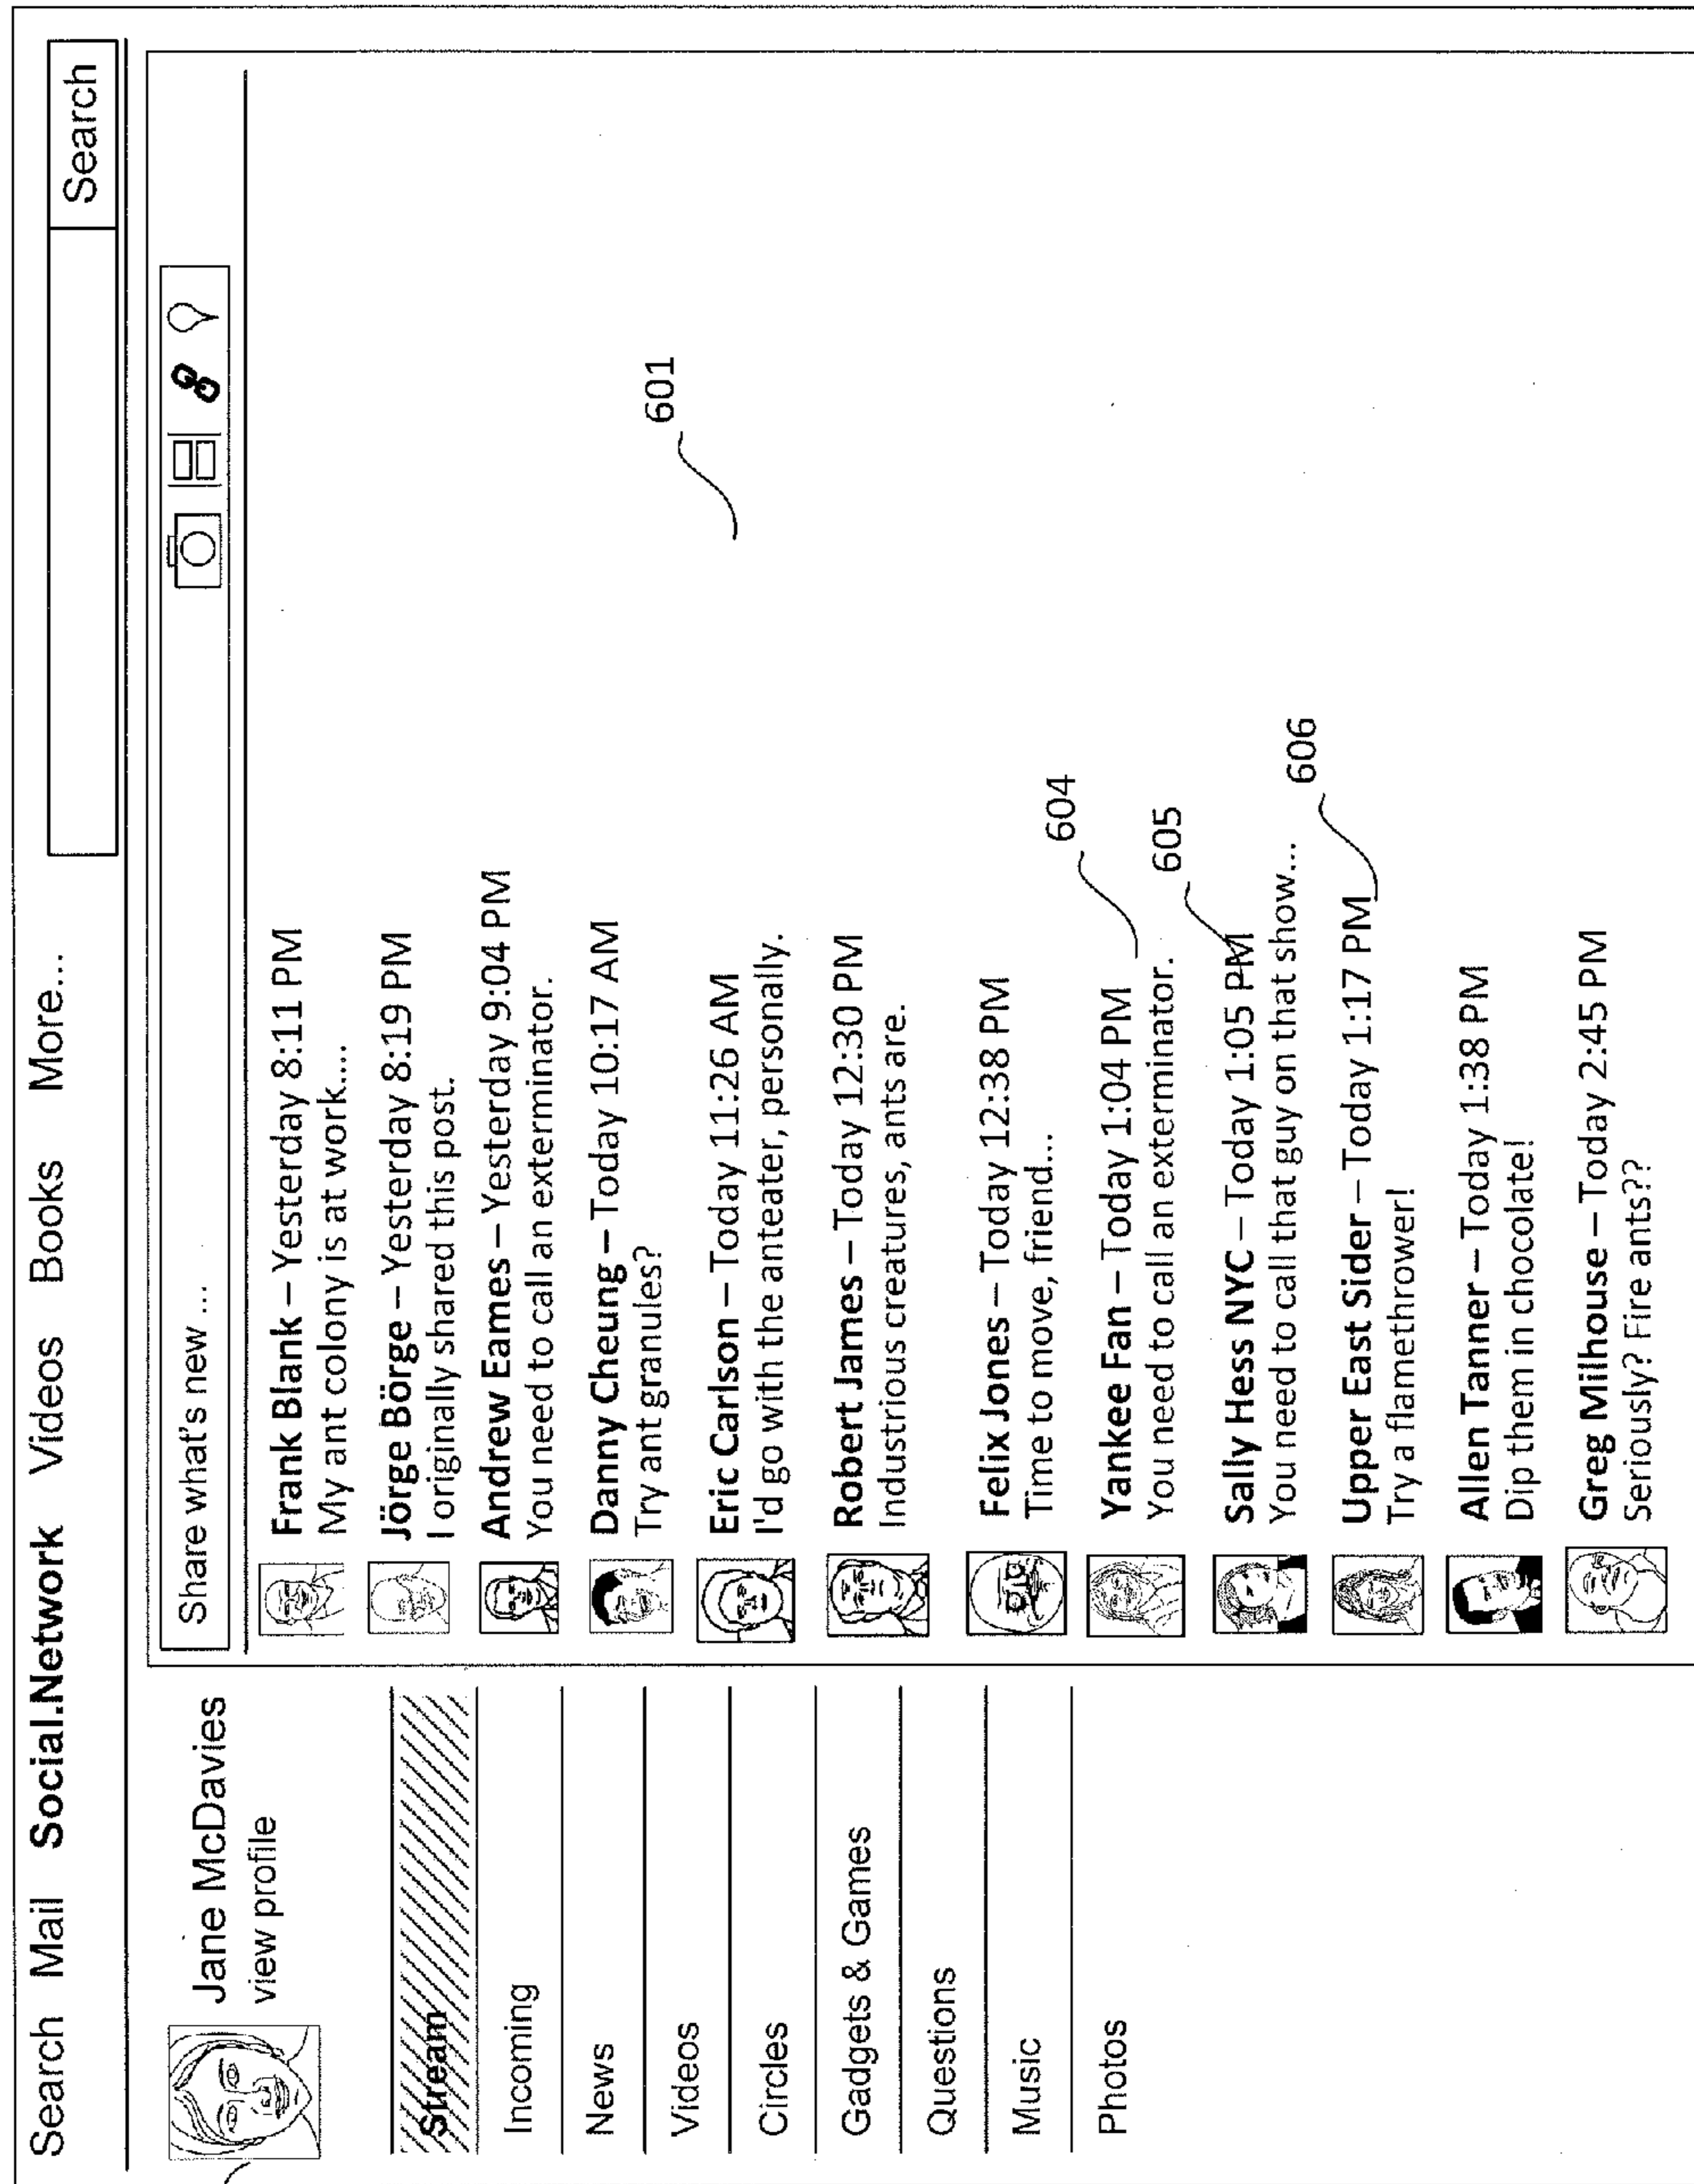 Search Mail Social.Network Videos Books More...
Search
Jane McDavies
view profile
Stream
Incoming
News
Videos
Circles
Gadgets & Games
Questions
Music
Photos
Share what's new ...
Frank Blank – Yesterday 8:11 PM
My ant colony is at work....
Jörge Börge – Yesterday 8:19 PM
I originally shared this post.
Andrew Eames – Yesterday 9:04 PM
You need to call an exterminator.
Danny Cheung – Today 10:17 AM
Try ant granules?
Eric Carlson – Today 11:26 AM
I'd go with the anteater, personally.
601
Robert James – Today 12:30 PM
Industrious creatures, ants are.
Felix Jones – Today 12:38 PM
Time to move, friend...
604
Yankee Fan – Today 1:04 PM
You need to call an exterminator.
605
Sally Hess NYC – Today 1:05 PM
You need to call that guy on that show...
606
Upper East Sider – Today 1:17 PM
Try a flamethrower!
Allen Tanner – Today 1:38 PM
Dip them in chocolate!
Greg Milhouse – Today 2:45 PM
Seriously? Fire ants??